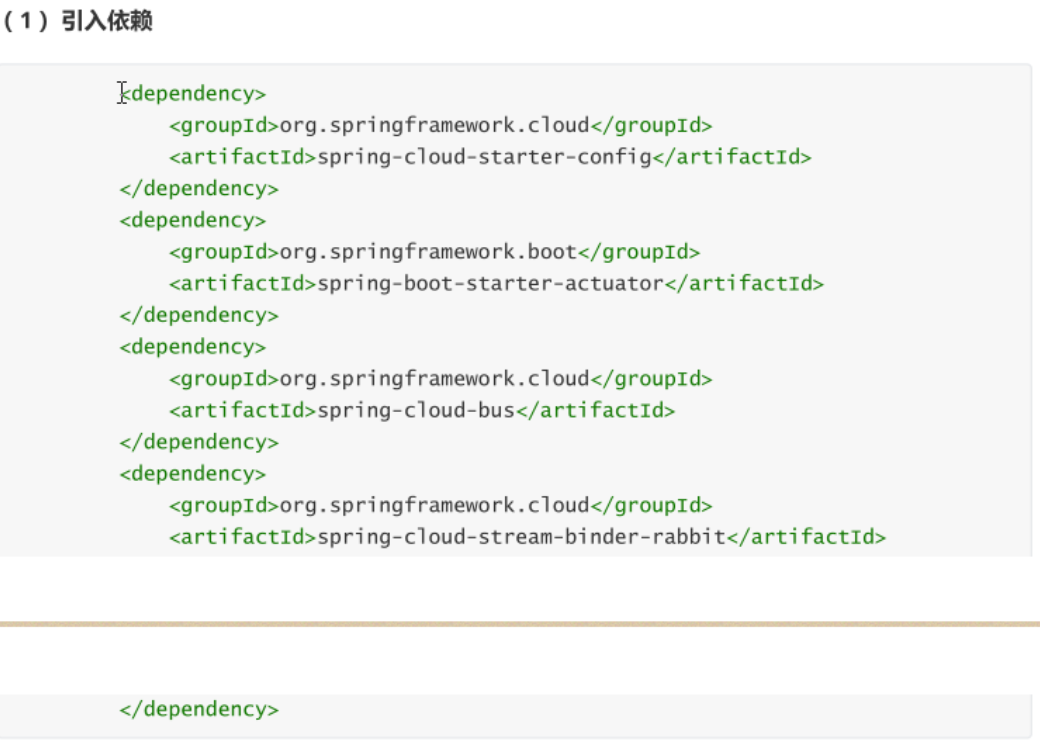 （1）引入依赖
<dependency>
<groupId>org.springframework.cloud</groupId>
<artifactId>spring-cloud-starter-config</artifactId>
</dependency>
<dependency>
<groupId>org.springframework.boot</groupId>
<artifactId>spring-boot-starter-actuator</artifactId>
</dependency>
<dependency>
<groupId>org.springframework.cloud</groupId>
<artifactId>spring-cloud-bus</artifactId>
</dependency>
<dependency>
<groupId>org.springframework.cloud</groupId>
<artifactId>spring-cloud-stream-binder-rabbit</artifactId>
</dependency>